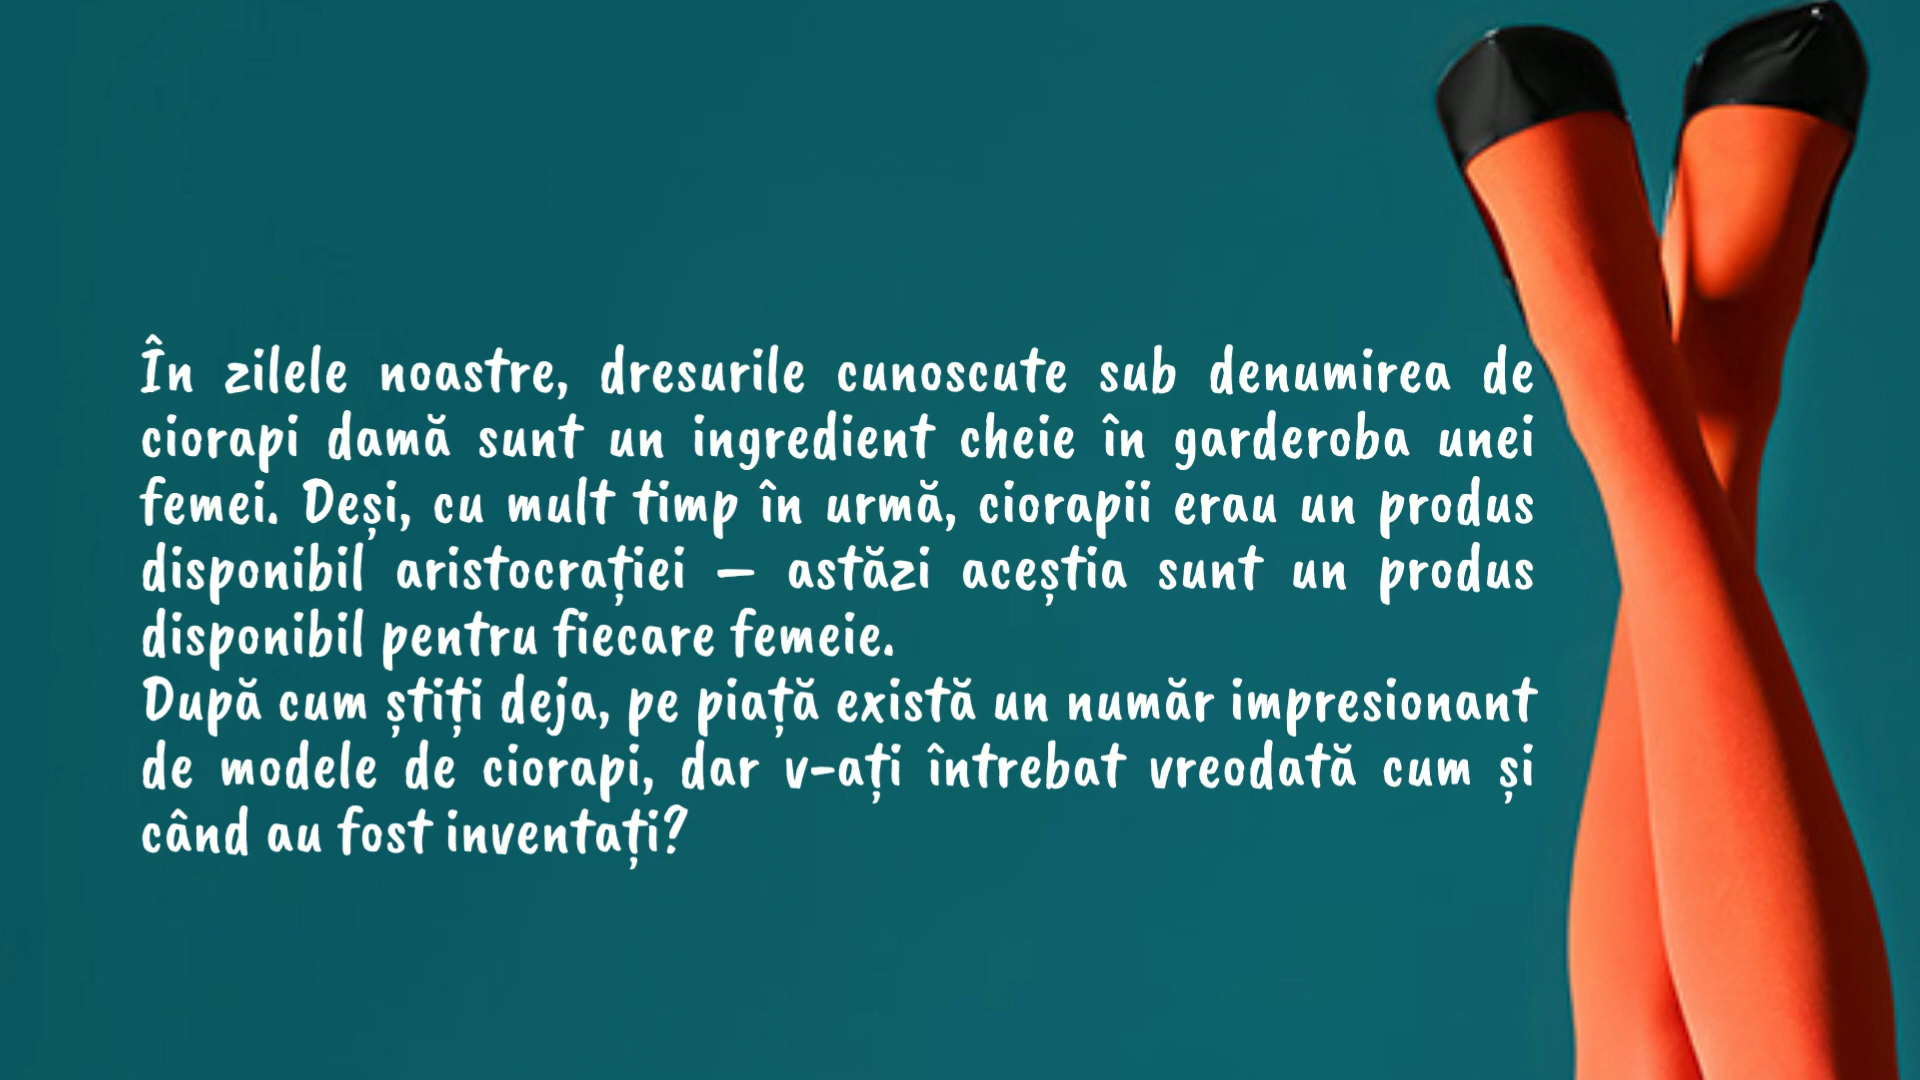 În zilele noastre, dresurile cunoscute sub denumirea de
ciorapi damă sunt un ingredient cheie în garderoba unei
femei. Deși, cu mult timp în urmă, ciorapii erau un produs
disponibil aristocrației – astăzi aceștia sunt un produs
disponibil pentru fiecare femeie.
După cum știți deja, pe piață există un număr impresionant
de modele de ciorapi, dar v-ați întrebat vreodată cum și
când au fost inventați?